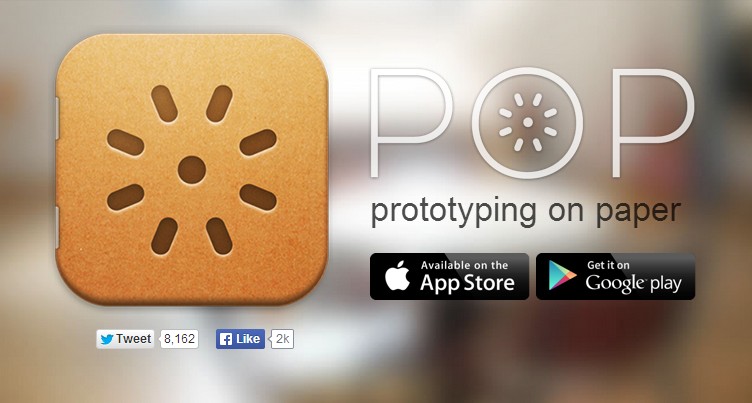 POP
prototyping on paper
Available on the
App Store
Get it on
Google play
Tweet 8,162
Like 2k